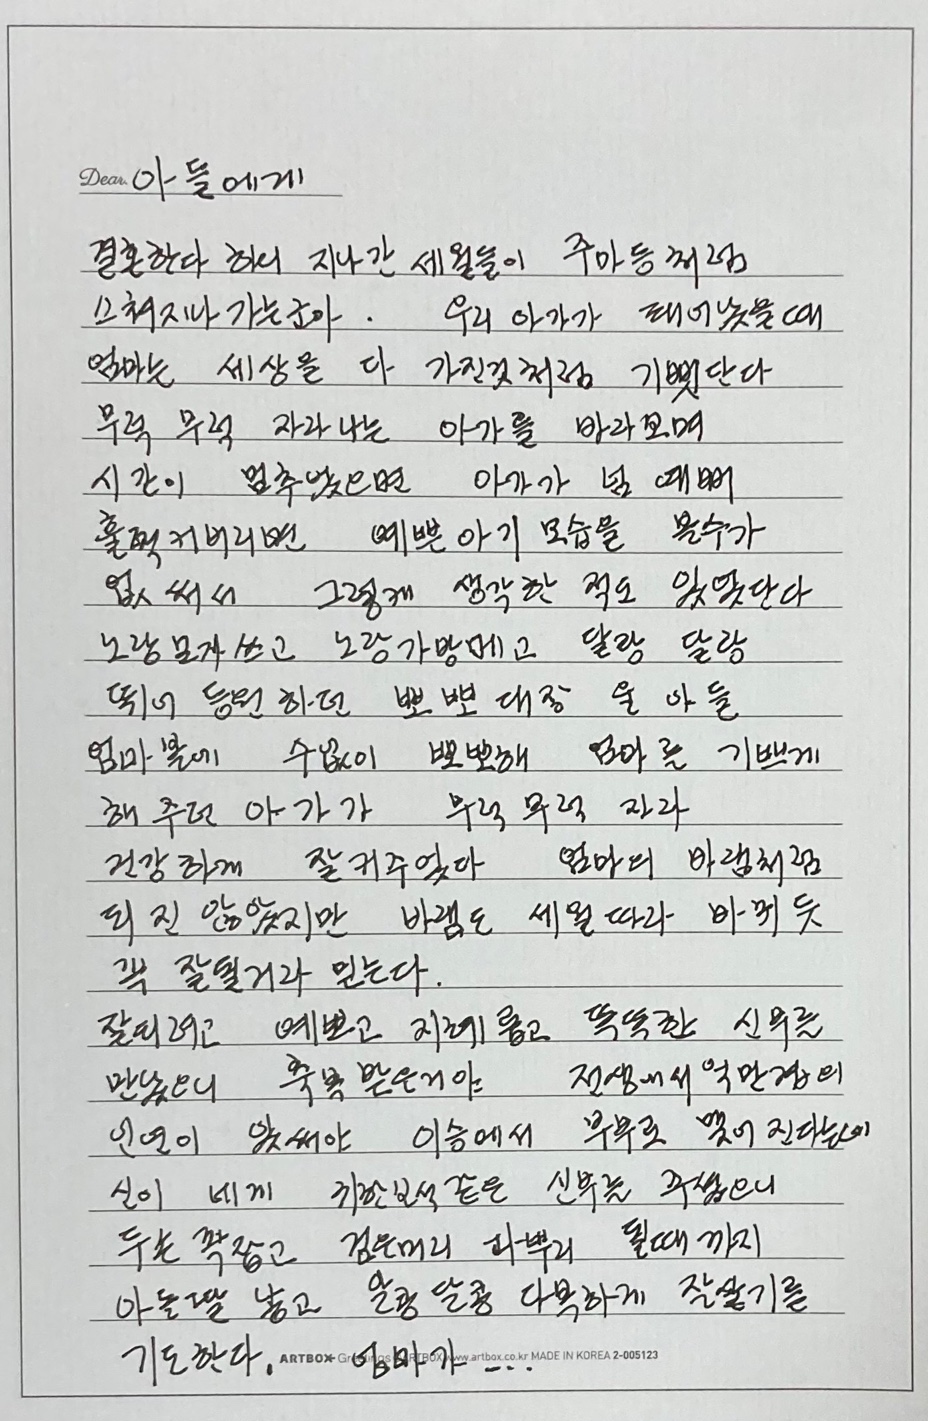 Dear. 아들에게
결혼한다 하니 지나간 세월들이 주마등처럼
스쳐지나 가는군아. 우리 아가가 태어낫을때
엄마는 세상을 다 가진것처럼 기뻣단다
무럭 무럭 자라나는 아가를 바라보며
시간이 멈추었으면 아가가 넘 예뻐
훌쩍커버리면 예쁜아기 모습을 볼수가
없써서 그렇게 생각한 적도 있엇단다
노랑모자쓰고 노랑가방메고 달랑 달랑
뛰어 등원하던 뽀뽀대장 울 아들
엄마볼에 수없이 뽀뽀해 엄마를 기쁘게
해주던 아가가 무럭무럭 자라
건강하게 잘커주엇다 엄마의 바램처럼
되진 않앗지만 바램도 세월따라 바뀌듯
꼭 잘될거라 믿는다.
잘되려고 예쁘고 지혜롭고 똑똑한 신부를
만낫으니 축복받은거야 전생에서억만겁의
인연이 잇써야 이승에서 부부로 맺어진다는데
신이 네게 귀한보석같은 신부를 주셧으니
두손꽉잡고 검은머리 파뿌리 될때까지
아들딸 낳고 알콩달콩 다복하게 잘살기를
기도한다. 엄마가 ....
ARTBOX Greetings ARTBOX www.artbox.co.kr MADE IN KOREA 2-005123